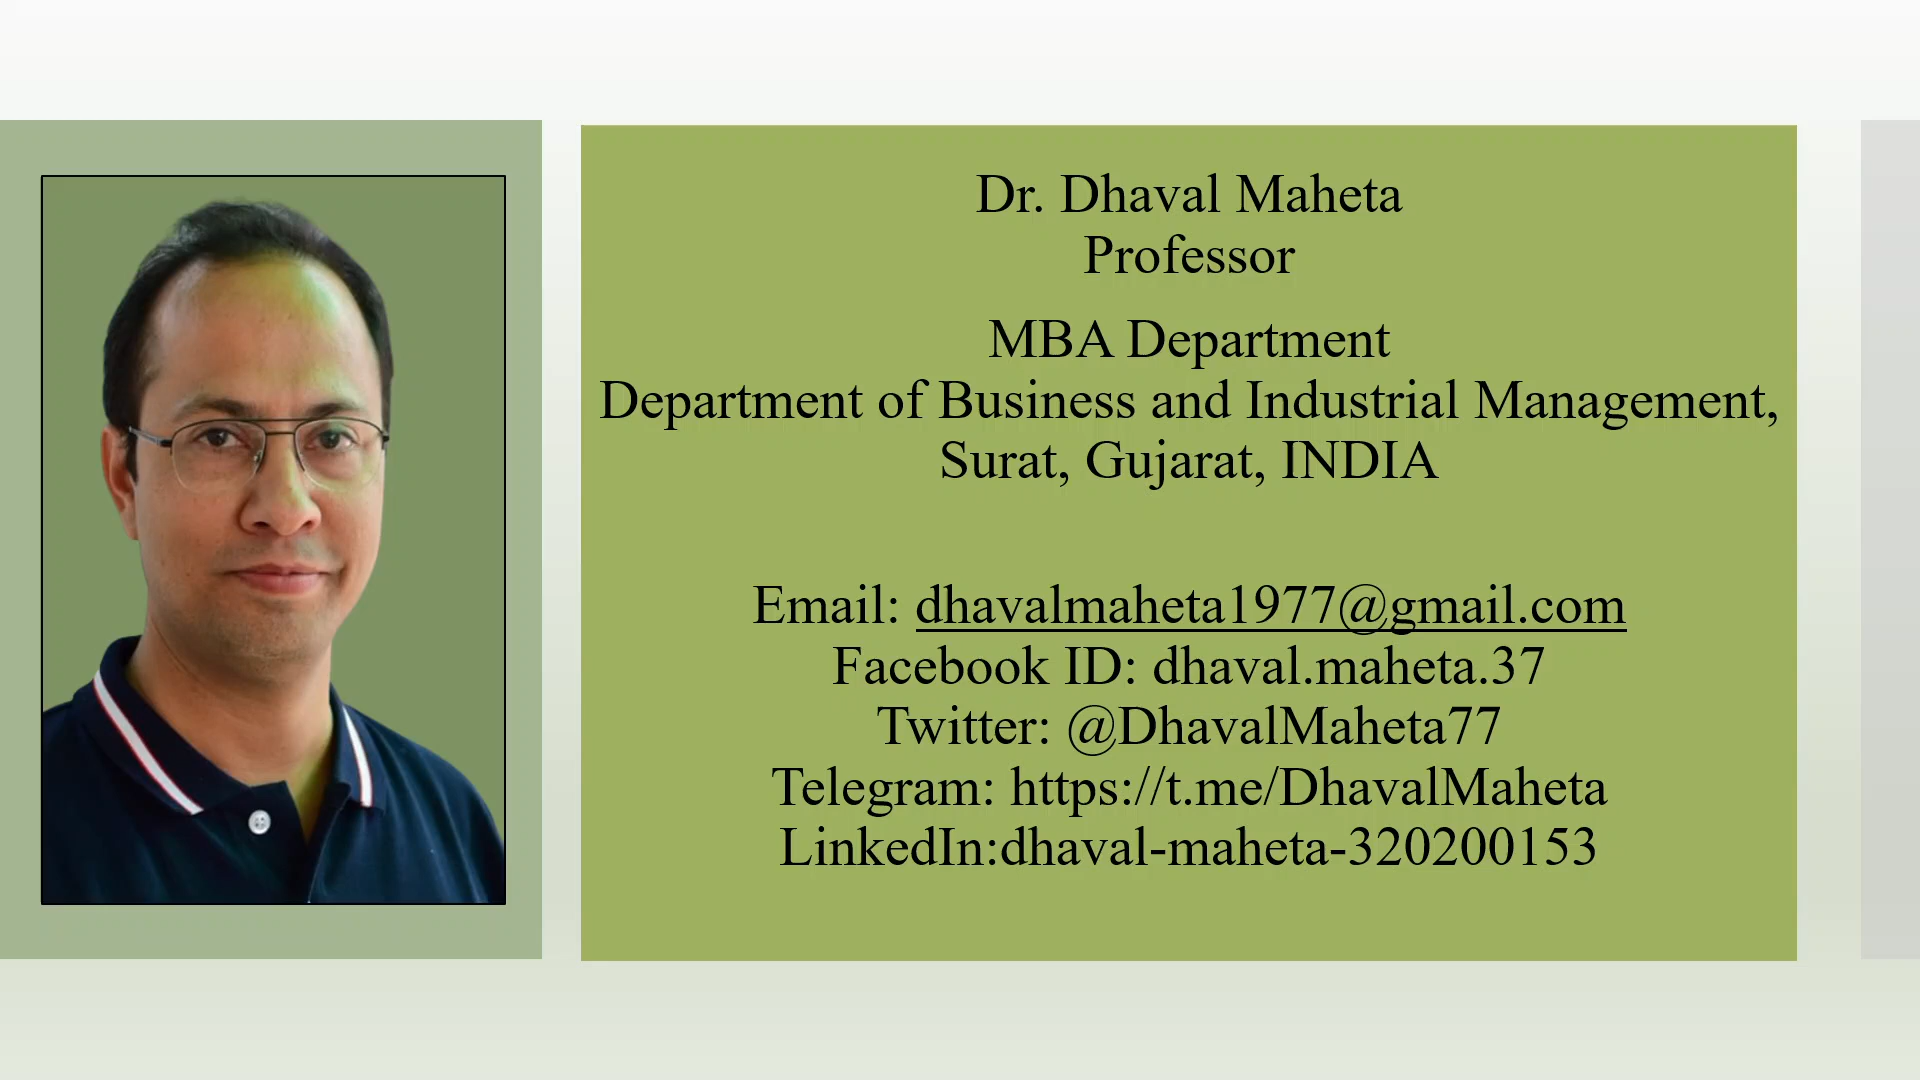 Dr. Dhaval Maheta
Professor
MBA Department
Department of Business and Industrial Management,
Surat, Gujarat, INDIA
Email: dhavalmaheta1977@gmail.com
Facebook ID: dhaval.maheta.37
Twitter: @DhavalMaheta77
Telegram: https://t.me/DhavalMaheta
LinkedIn:dhaval-maheta-320200153